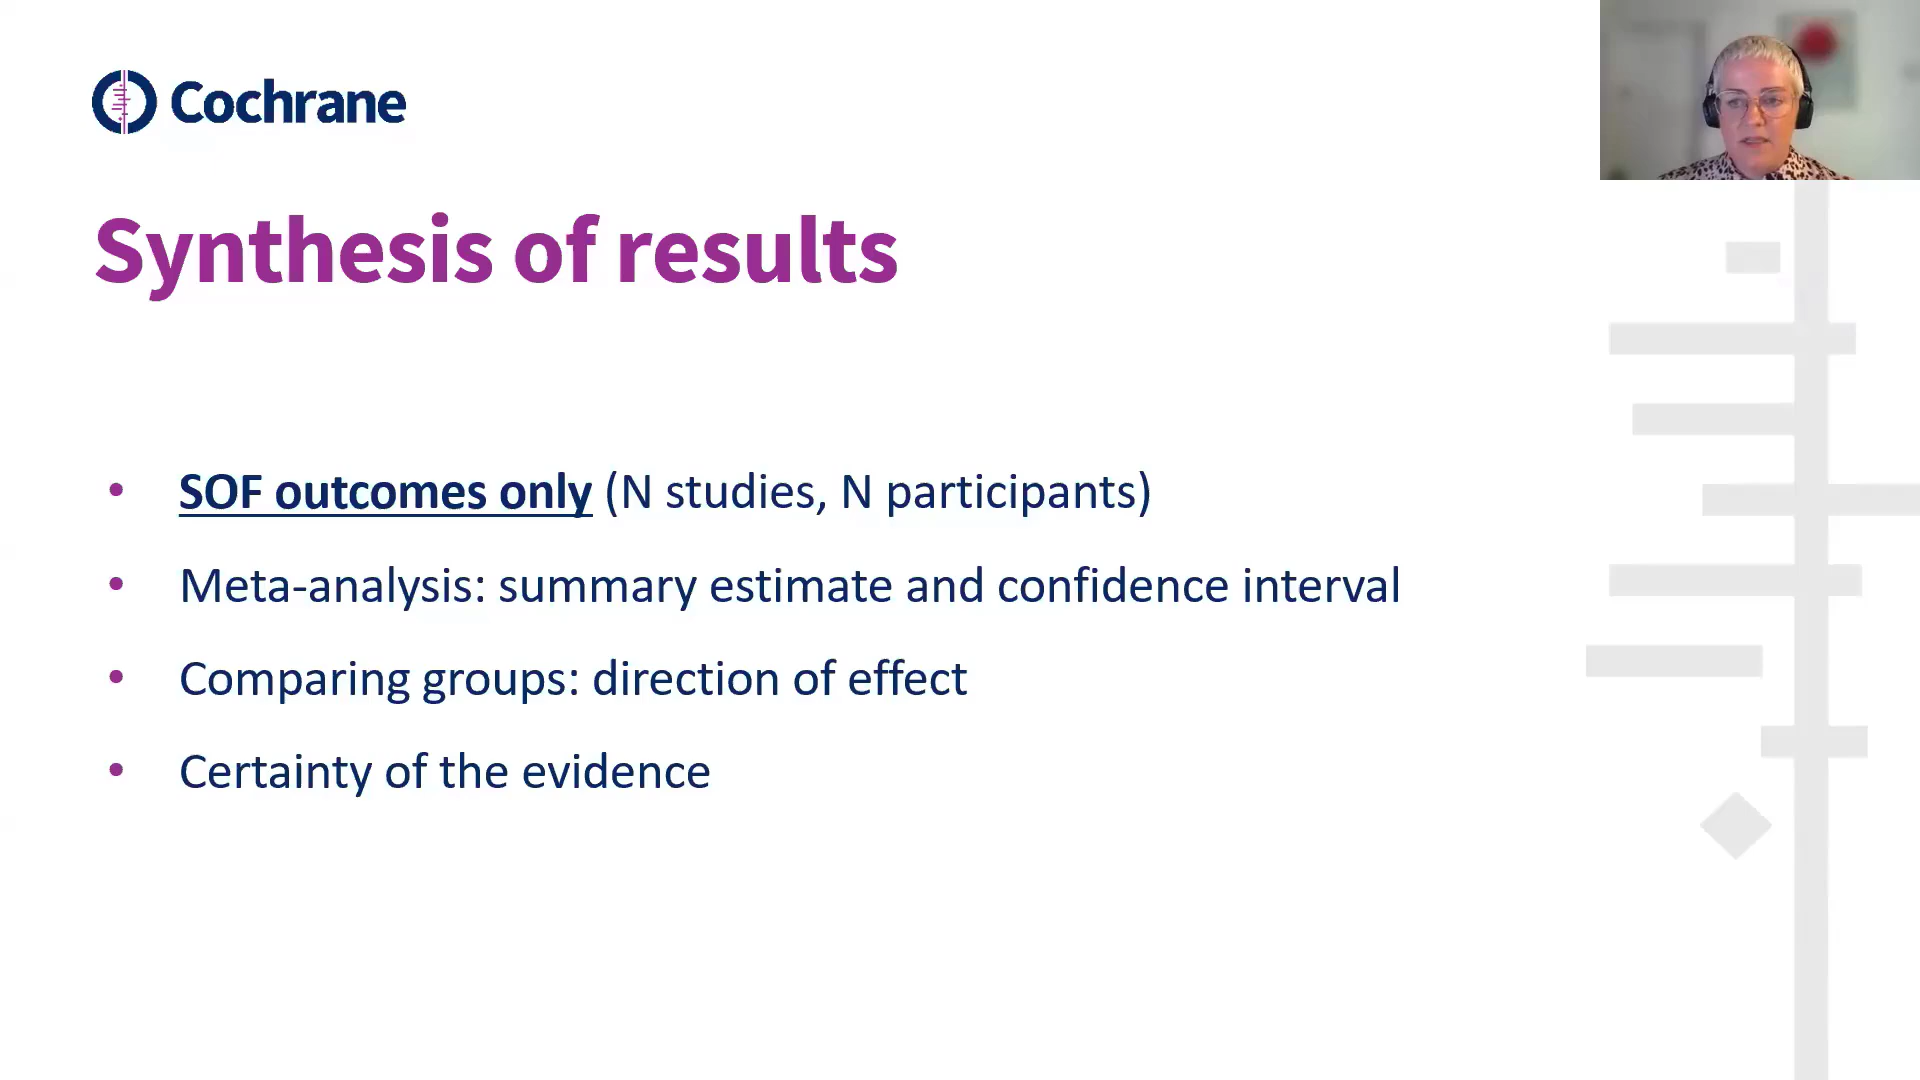 Cochrane
Synthesis of results
• SOF outcomes only (N studies, N participants)
• Meta-analysis: summary estimate and confidence interval
• Comparing groups: direction of effect
• Certainty of the evidence